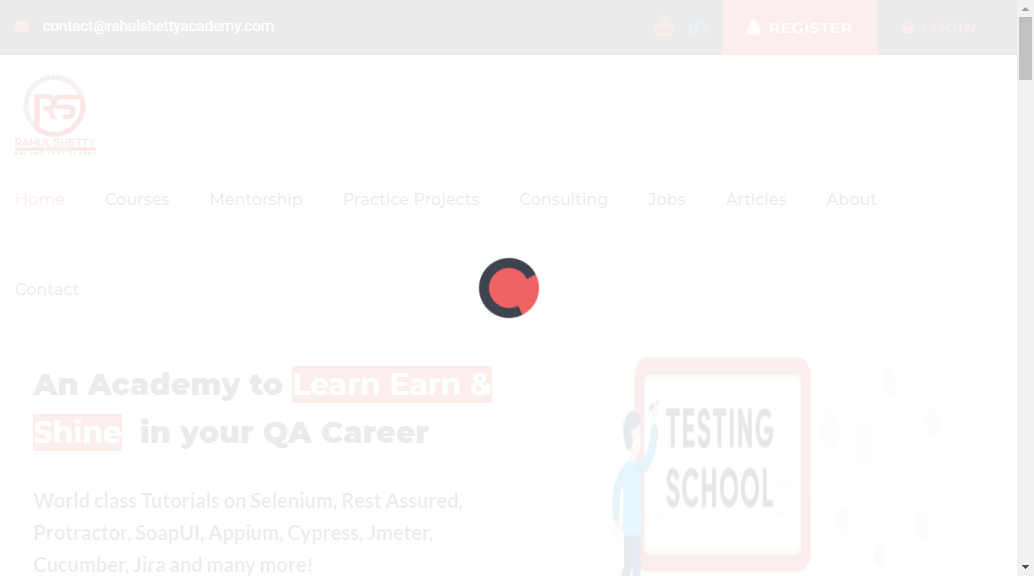 contact@rahulshettyacademy.com
REGISTER
LOGIN
RS
RAHUL SHETTY
Home
Courses
Mentorship
Practice Projects
Consulting
Jobs
Articles
About
Contact
An Academy to Learn Earn &
Shine in your QA Career
World class Tutorials on Selenium, Rest Assured,
Protractor, SoapUI, Appium, Cypress, Jmeter,
Cucumber, Jira and many more!
TESTING
SCHOOL